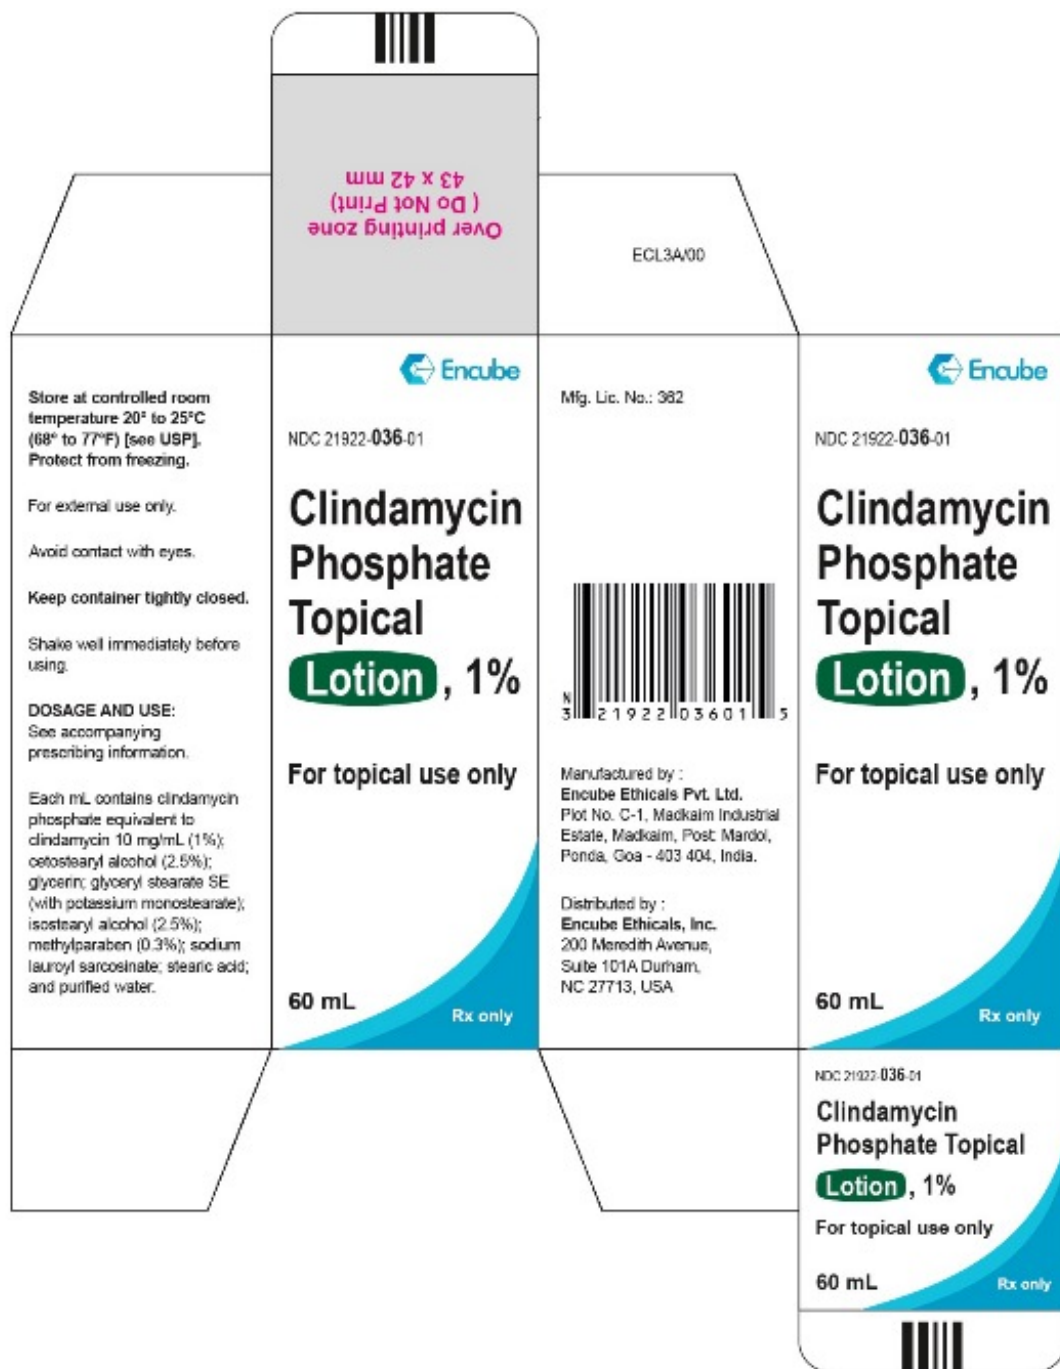 Over printing zone
( Do Not Print)
43 x 42 mm
ECL3A/00
Store at controlled room
temperature 20° to 25°C
(68° to 77°F) [see USP].
Protect from freezing.
For external use only.
Avoid contact with eyes.
Keep container tightly closed.
Shake well immediately before
using.
DOSAGE AND USE:
See accompanying
prescribing information.
Each mL contains clindamycin
phosphate equivalent to
clindamycin 10 mg/mL (1%);
cetostearyl alcohol (2.5%);
glycerin; glyceryl stearate SE
(with potassium monostearate);
isostearyl alcohol (2.5%);
methylparaben (0.3%); sodium
lauroyl sarcosinate; stearic acid;
and purified water.
Encube
NDC 21922-036-01
Clindamycin
Phosphate
Topical
Lotion, 1%
For topical use only
60 mL
Rx only
Mfg. Lic. No.: 362
N
3 21922 03601 5
Manufactured by :
Encube Ethicals Pvt. Ltd.
Plot No. C-1, Madkaim Industrial
Estate, Madkaim, Post: Mardol,
Ponda, Goa - 403 404, India.
Distributed by :
Encube Ethicals, Inc.
200 Meredith Avenue,
Suite 101A Durham,
NC 27713, USA
Encube
NDC 21922-036-01
Clindamycin
Phosphate
Topical
Lotion, 1%
For topical use only
60 mL
Rx only
NDC 21922-036-01
Clindamycin
Phosphate Topical
Lotion, 1%
For topical use only
60 mL
Rx only